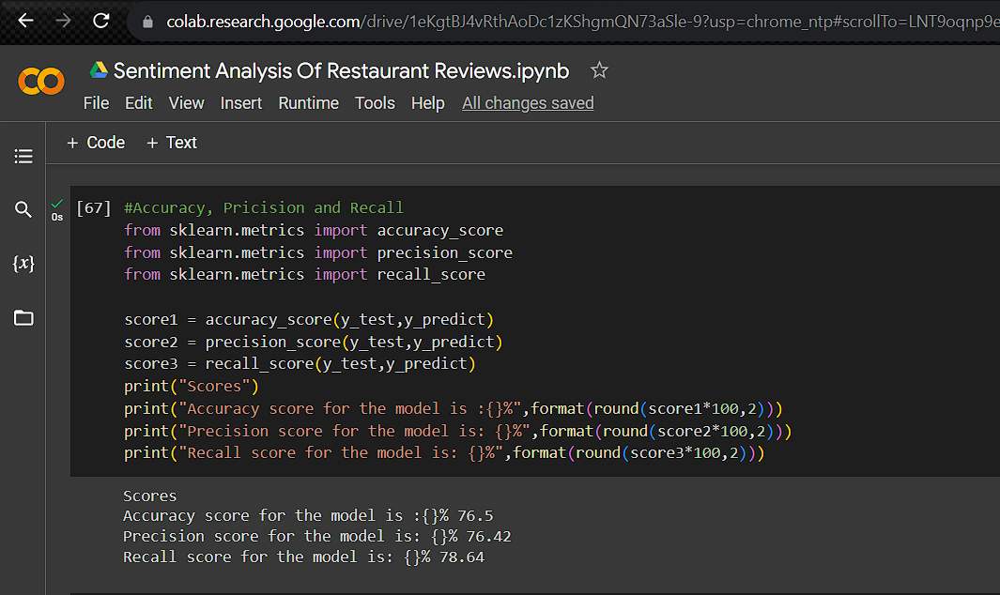 colab.research.google.com/drive/1eKgtBJ4vRthAoDc1zKShgmQN73aSle-9?usp=chrome_ntp#scrollTo=LNT9oqnp9e
Sentiment Analysis Of Restaurant Reviews.ipynb
File Edit View Insert Runtime Tools Help All changes saved
+ Code + Text
[67] #Accuracy, Pricision and Recall
0s
from sklearn.metrics import accuracy_score
from sklearn.metrics import precision_score
from sklearn.metrics import recall_score
{x}
score1 = accuracy_score(y_test,y_predict)
score2 = precision_score(y_test,y_predict)
score3 = recall_score(y_test,y_predict)
print("Scores")
print("Accuracy score for the model is :{}%",format(round(score1*100,2)))
print("Precision score for the model is: {}%",format(round(score2*100,2)))
print("Recall score for the model is: {}%",format(round(score3*100,2)))
Scores
Accuracy score for the model is :{}% 76.5
Precision score for the model is: {}% 76.42
Recall score for the model is: {}% 78.64